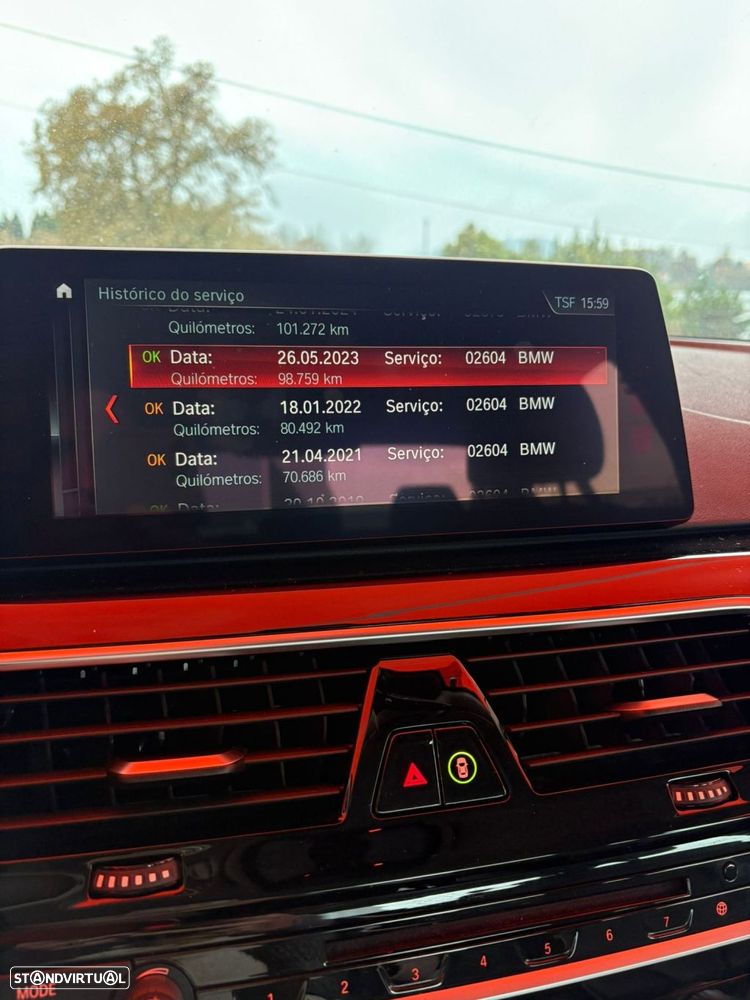 Histórico do serviço
TSF 15:59
Quilómetros: 101.272 km
OK Data: 26.05.2023 Serviço: 02604 BMW
Quilómetros: 98.759 km
OK Data: 18.01.2022 Serviço: 02604 BMW
Quilómetros: 80.492 km
OK Data: 21.04.2021 Serviço: 02604 BMW
Quilómetros: 70.686 km
1 2 3 4 5 6 7
MODE
STANDVIRTUAL